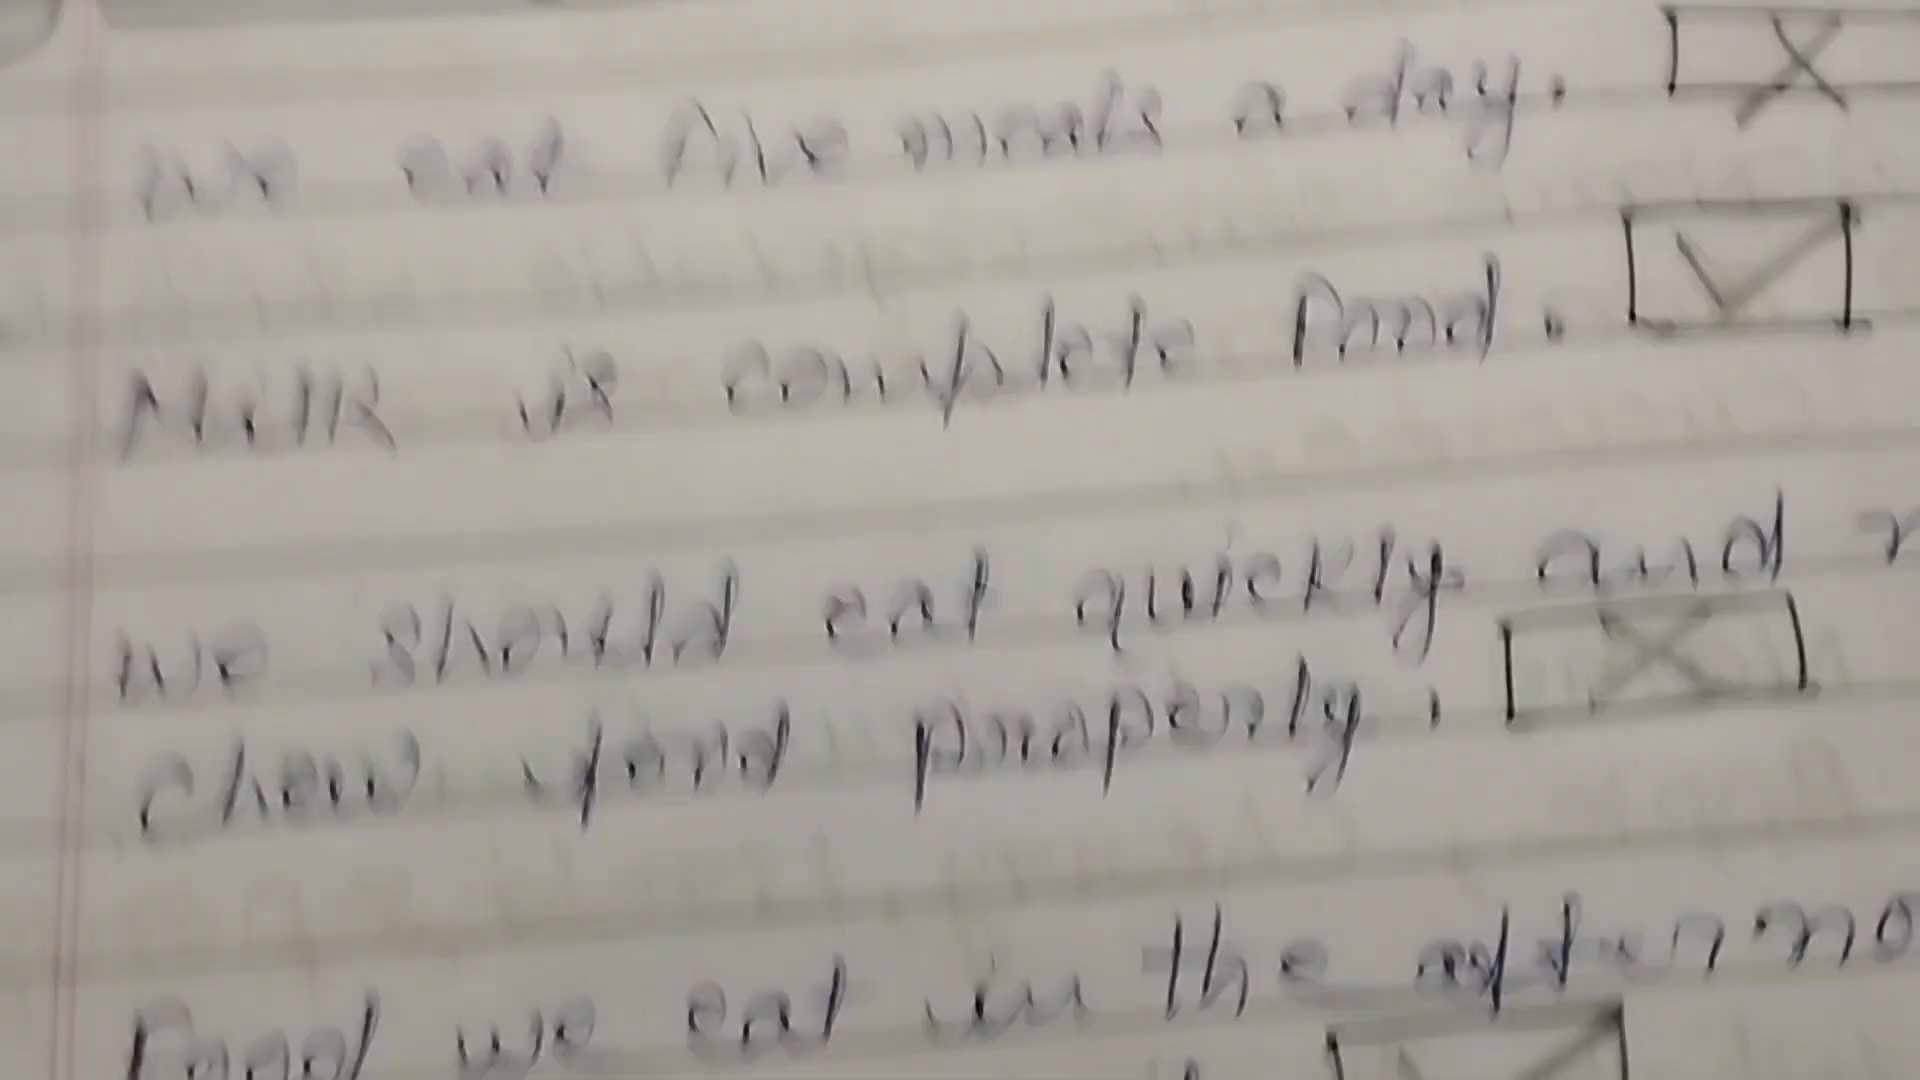 we eat five meals a day.
Milk is complete Food.
we should eat quickly and
chew food properly.
Food we eat in the